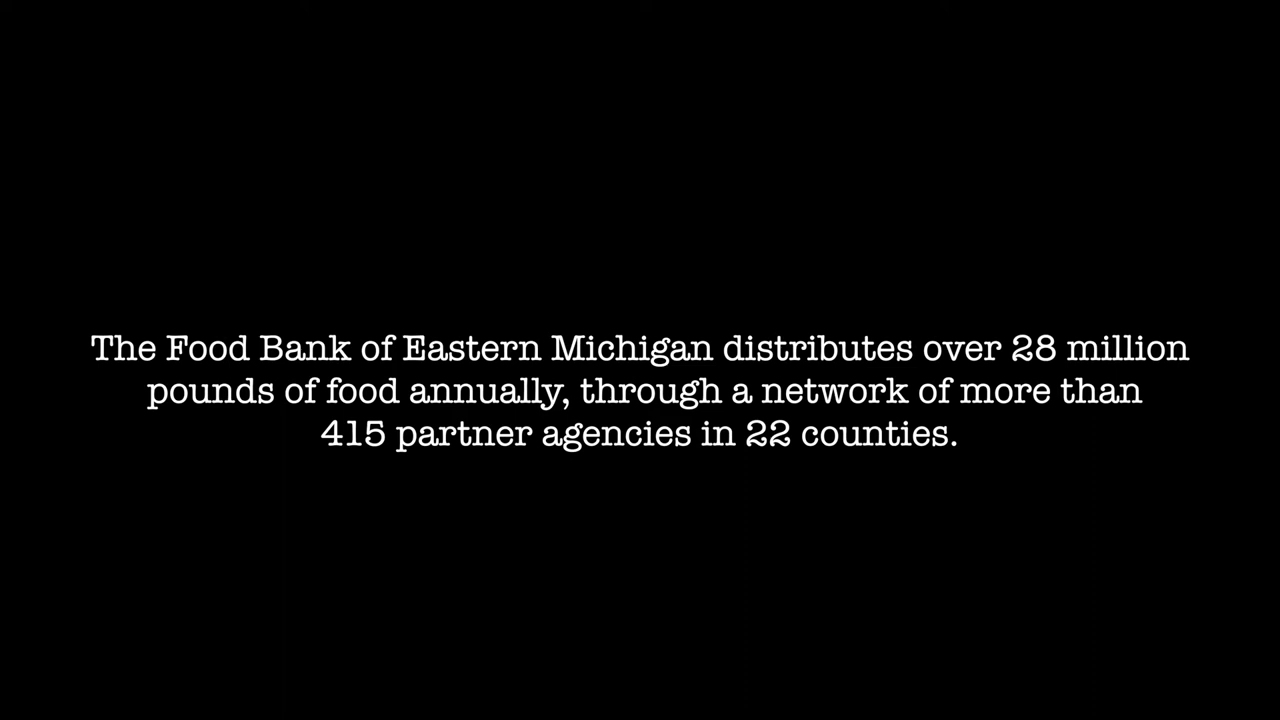 The Food Bank of Eastern Michigan distributes over 28 million
pounds of food annually, through a network of more than
415 partner agencies in 22 counties.